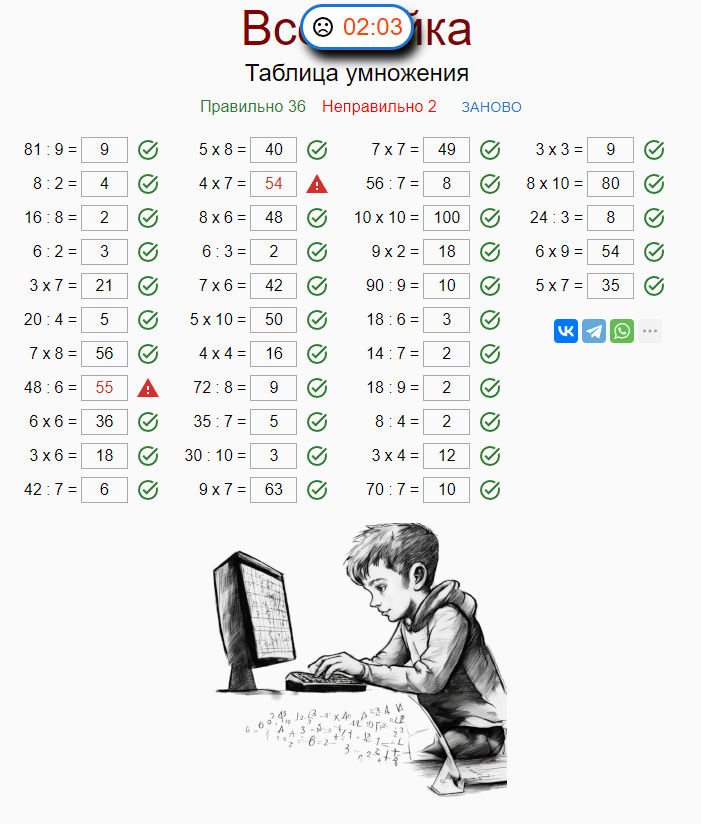 02:03
Таблица умножения
Правильно 36 Неправильно 2 ЗАНОВО
81 : 9 = 9
8 : 2 = 4
16 : 8 = 2
6 : 2 = 3
3 x 7 = 21
20 : 4 = 5
7 x 8 = 56
48 : 6 = 55
6 x 6 = 36
3 x 6 = 18
42 : 7 = 6
5 x 8 = 40
4 x 7 = 54
8 x 6 = 48
6 : 3 = 2
7 x 6 = 42
5 x 10 = 50
4 x 4 = 16
72 : 8 = 9
35 : 7 = 5
30 : 10 = 3
9 x 7 = 63
7 x 7 = 49
56 : 7 = 8
10 x 10 = 100
9 x 2 = 18
90 : 9 = 10
18 : 6 = 3
14 : 7 = 2
18 : 9 = 2
8 : 4 = 2
3 x 4 = 12
70 : 7 = 10
3 x 3 = 9
8 x 10 = 80
24 : 3 = 8
6 x 9 = 54
5 x 7 = 35